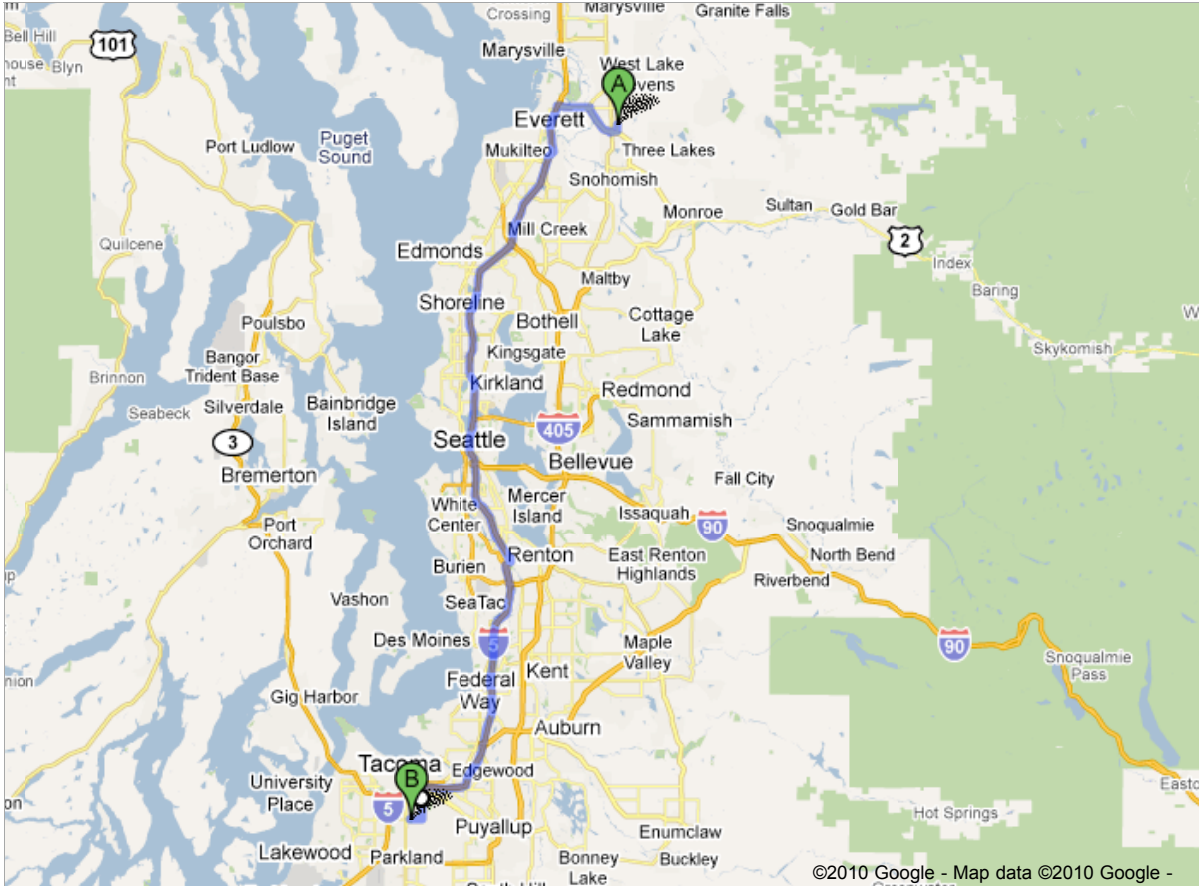 Crossing
Marysville
Granite Falls
Bell Hill
101
Blyn
Marysville
West Lake
A
Everett
Puget
Sound
Port Ludlow
Mukilteo
Three Lakes
Snohomish
Sultan
Gold Bar
Monroe
Quilcene
Mill Creek
Edmonds
2
Index
Maltby
Baring
Shoreline
Cottage
Lake
Poulsbo
Bothell
Skykomish
Kingsgate
Bangor
Trident Base
Brinnon
Kirkland
Redmond
Silverdale
Bainbridge
Island
Seabeck
Sammamish
3
405
Seattle
Bellevue
Bremerton
Fall City
Mercer
Island
White
Center
Issaquah
90
Snoqualmie
Port
Orchard
Renton
East Renton
Highlands
North Bend
Burien
Riverbend
Vashon
SeaTac
Des Moines
5
Maple
Valley
90
Snoqualmie
Pass
Kent
Federal
Way
Gig Harbor
Auburn
Tacoma
B
Edgewood
University
Place
5
Hot Springs
Puyallup
Enumclaw
Lakewood
Parkland
Bonney
Lake
Buckley
©2010 Google - Map data ©2010 Google -